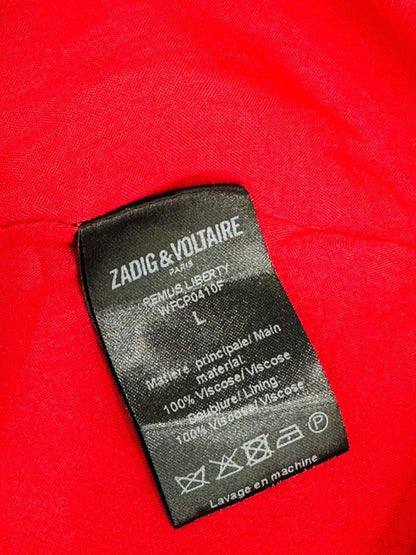 ZADIG & VOLTAIRE
PARIS
REMUS LIBERTY
WFCP0410F
L
Matière principale/ Main
material:
100% Viscose/Viscose
Doublure/ Lining:
100% Viscose/Viscose
P
Lavage en machine